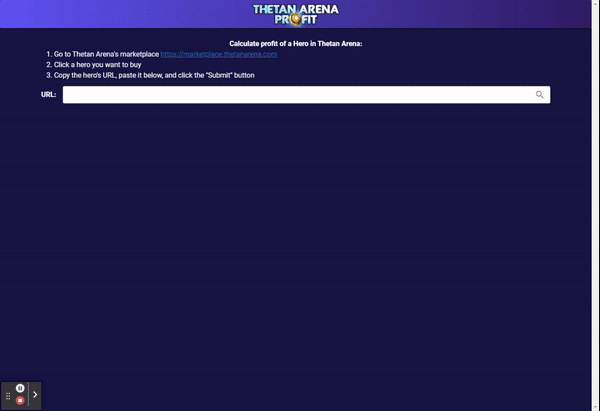 THETAN ARENA
PROFIT
Calculate profit of a Hero in Thetan Arena:
1. Go to Thetan Arena's marketplace https://marketplace.thetanarena.com
2. Click a hero you want to buy
3. Copy the hero's URL, paste it below, and click the "Submit" button
URL: